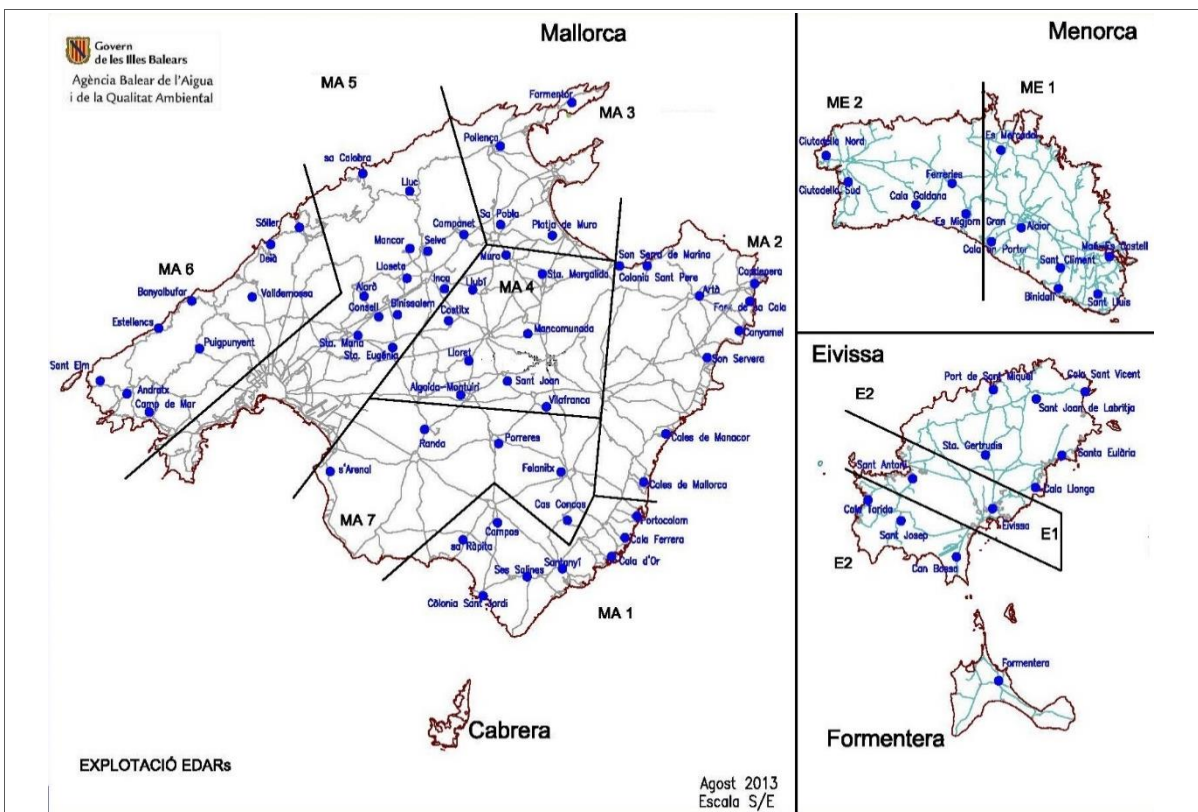 Govern
de les Illes Balears
Agència Balear de l'Aigua
i de la Qualitat Ambiental
Mallorca
MA 5
MA 3
MA 2
MA 6
MA 4
MA 7
MA 1
Formentor
Pollença
sa Calobra
Lluc
Sa Pobla
Platja de Muro
Campanet
Sóller
Deià
Mancor
Selva
Muro
Son Serra de Marina
Colonia Sant Pere
Capdepera
Lloseta
Inca
Llubí
Sta. Margalida
Artà
Banyalbufar
Valldemossa
Alaró
Consell
Binissalem
Costitx
Mancomunada
Canyamel
Estellencs
Puigpunyent
Sta. Maria
Sta. Eugènia
Lloret
Son Servera
Sant Elm
Andratx
Camp de Mar
Algaida-Montuïri
Sant Joan
Vilafranca
Randa
Porreres
Cales de Manacor
s'Arenal
Felanitx
Cales de Mallorca
Cas Concos
Portocolom
Campos
sa Ràpita
Cala Ferrera
Cala d'Or
Ses Salines
Santanyí
Colònia Sant Jordi
Cabrera
EXPLOTACIÓ EDARs
Agost 2013
Escala S/E
Menorca
ME 2
ME 1
Ciutadella Nord
Es Mercadal
Ciutadella Sud
Ferreries
Cala Galdana
Es Migjorn Gran
Alaior
Cala en Porter
Sant Climent
Binidalí
Sant Lluís
Eivissa
E2
Port de Sant Miquel
Cala Sant Vicent
Sant Joan de Labritja
Sta. Gertrudis
Santa Eulària
Sant Antoni
Cala Llonga
Cala Tarida
Sant Josep
Eivissa
E1
E2
Can Bossa
Formentera
Formentera